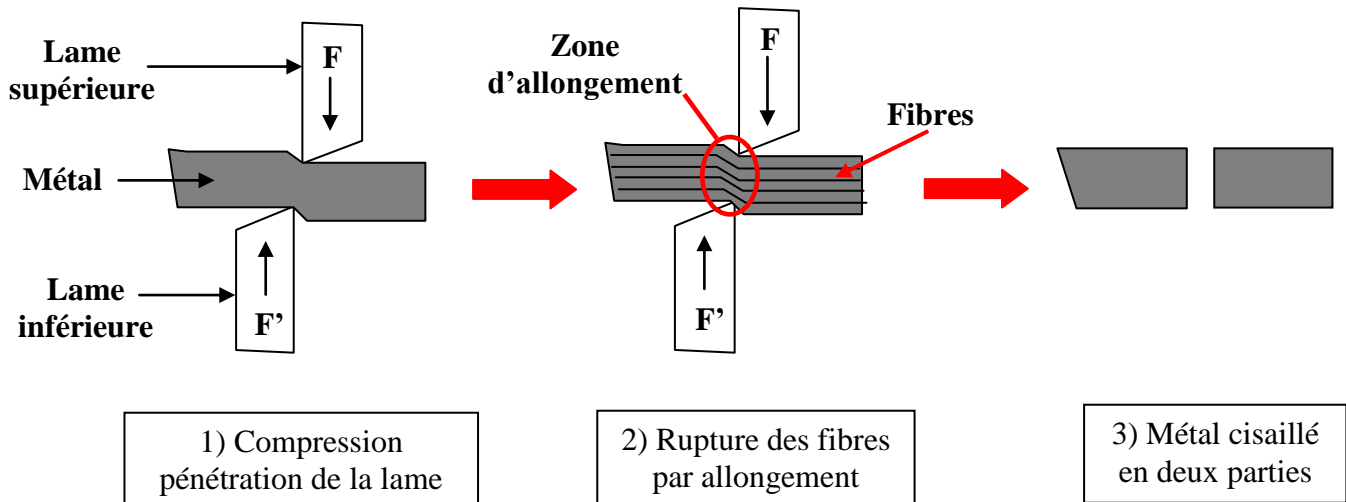 Lame
supérieure
F
Métal
Lame
inférieure
F’
Zone
d’allongement
F
Fibres
F’
1) Compression
pénétration de la lame
2) Rupture des fibres
par allongement
3) Métal cisaillé
en deux parties